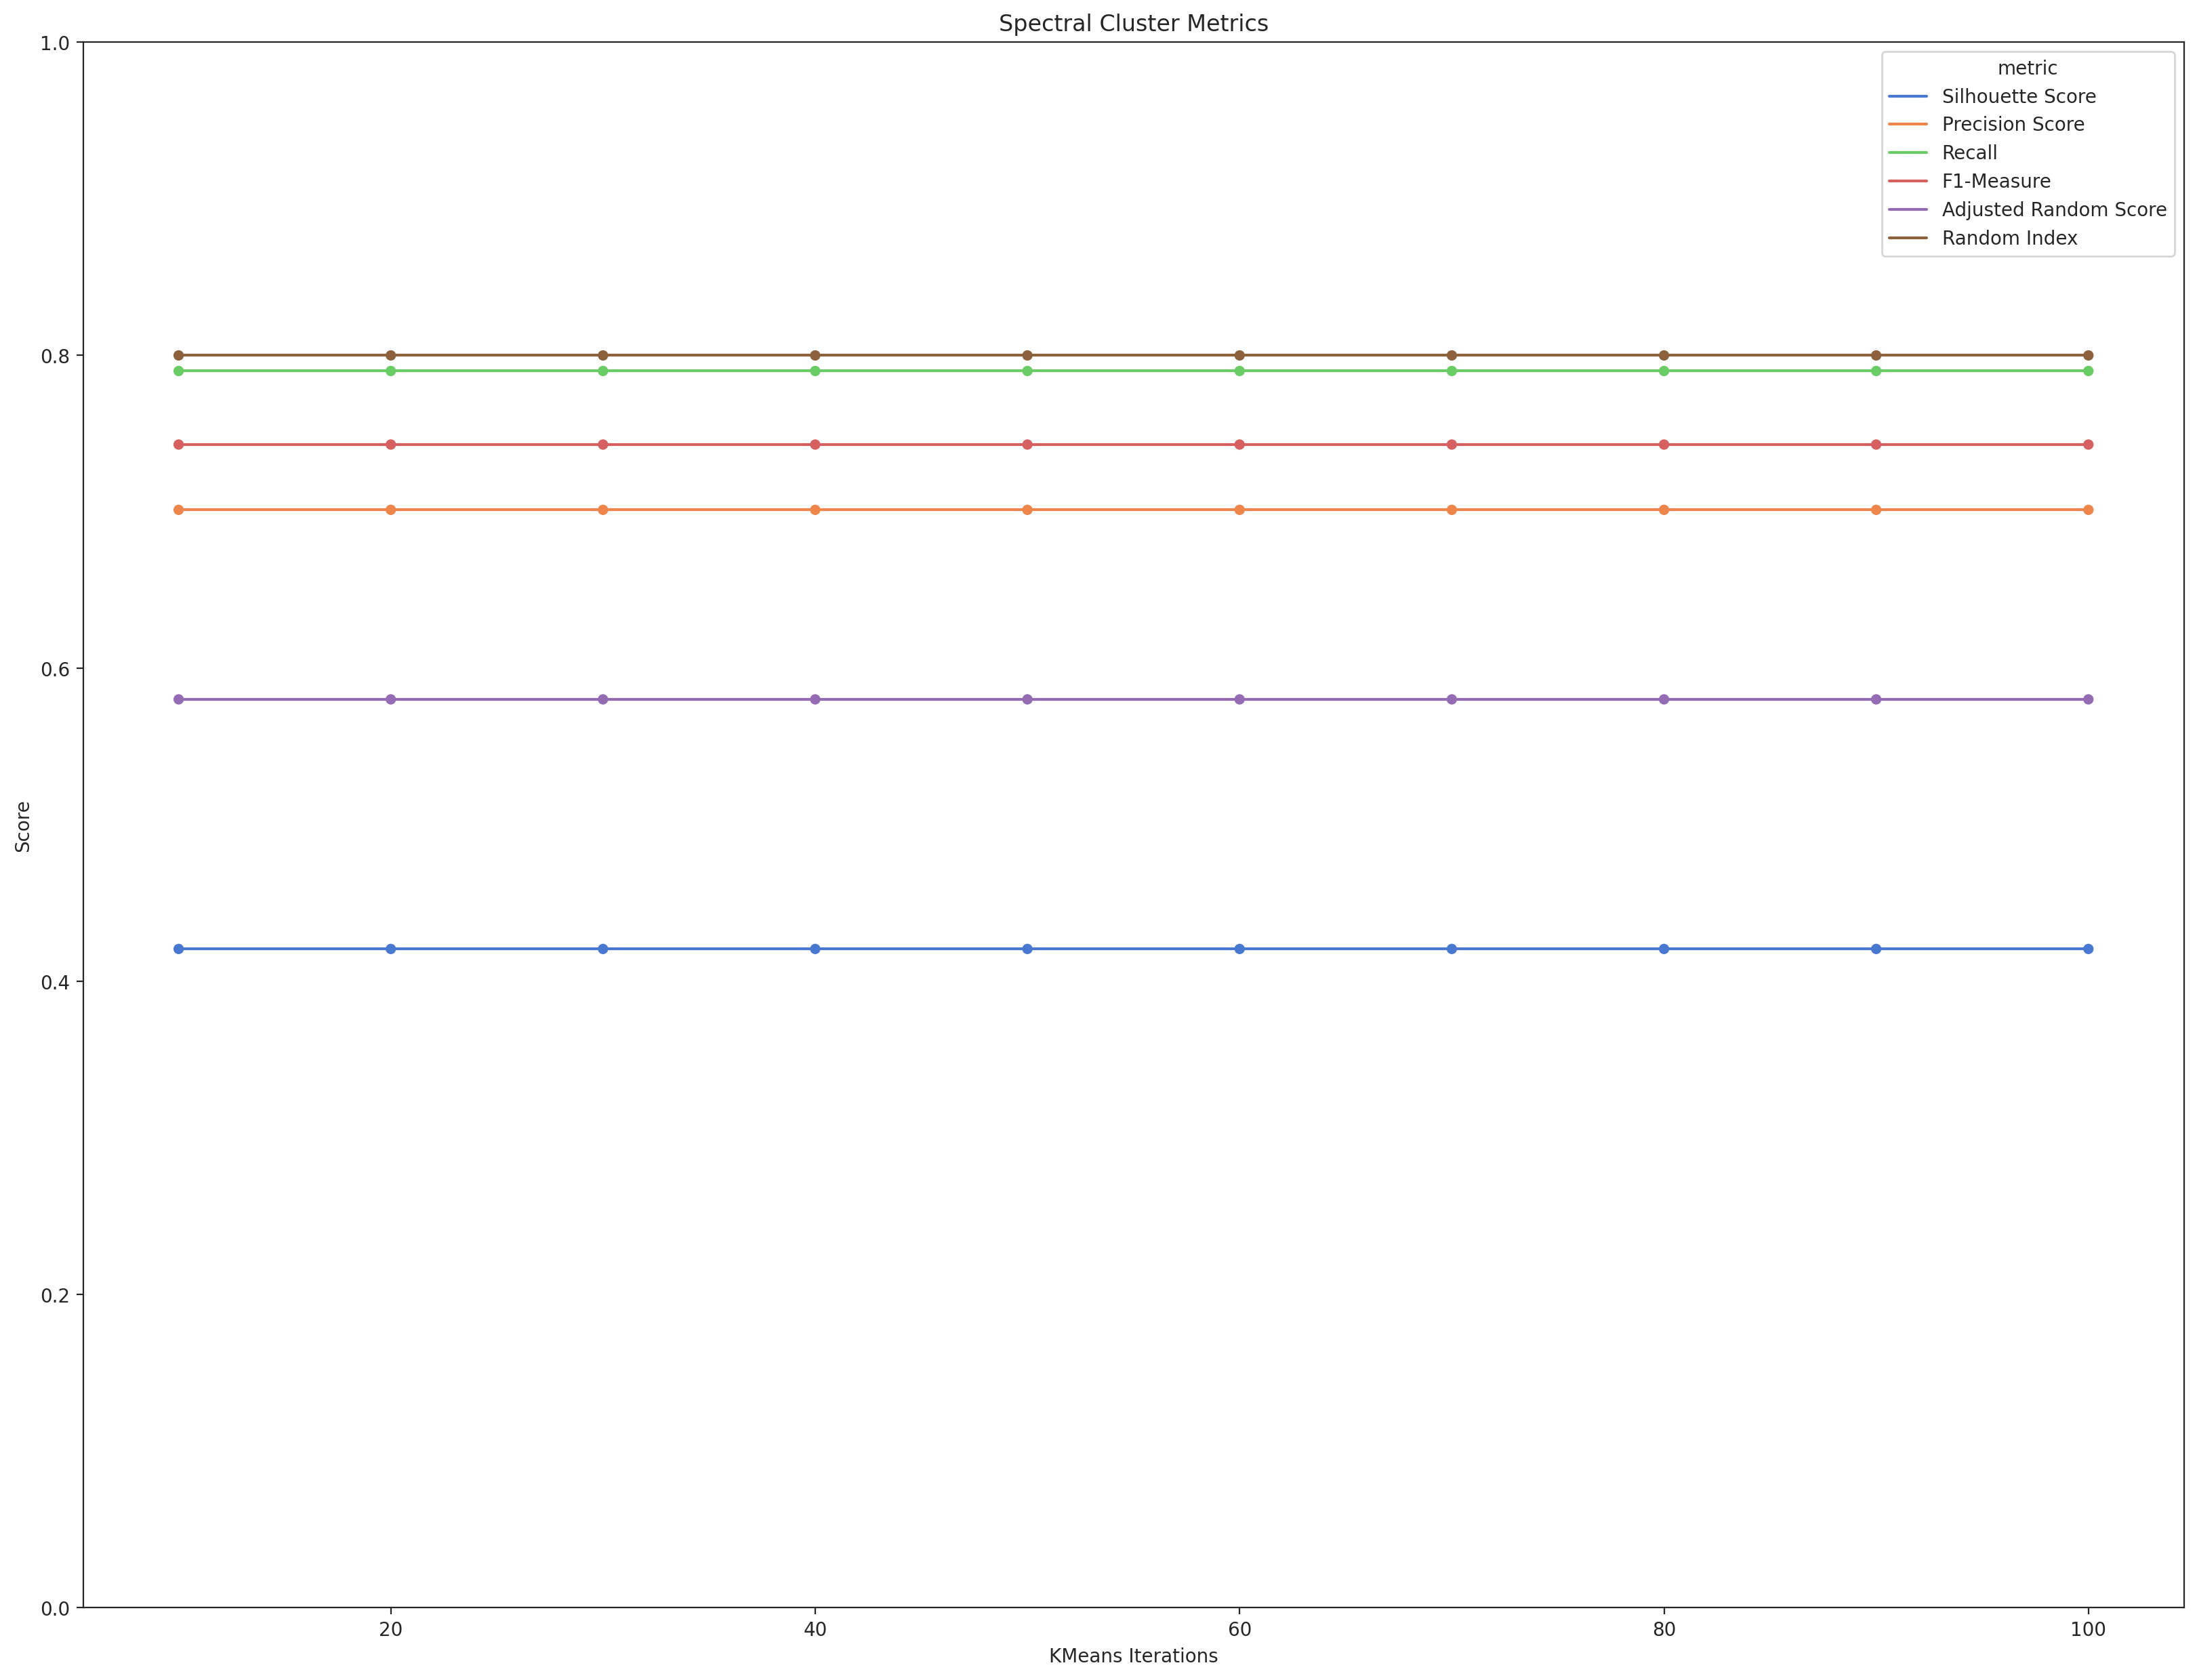 Spectral Cluster Metrics
metric
Silhouette Score
Precision Score
Recall
F1-Measure
Adjusted Random Score
Random Index
1.0
0.8
0.6
0.4
0.2
0.0
Score
20 40 60 80 100
KMeans Iterations